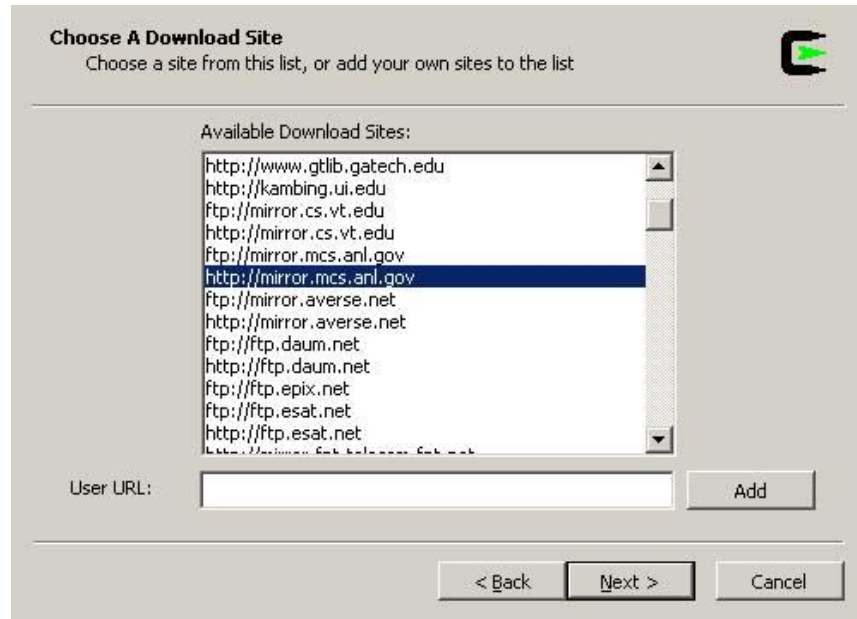 Choose A Download Site
Choose a site from this list, or add your own sites to the list
Available Download Sites:
http://www.gtlib.gatech.edu
http://kambing.ui.edu
ftp://mirror.cs.vt.edu
http://mirror.cs.vt.edu
ftp://mirror.mcs.anl.gov
http://mirror.mcs.anl.gov
ftp://mirror.averse.net
http://mirror.averse.net
ftp://ftp.daum.net
http://ftp.daum.net
ftp://ftp.epix.net
ftp://ftp.esat.net
http://ftp.esat.net
User URL:
Add
< Back
Next >
Cancel